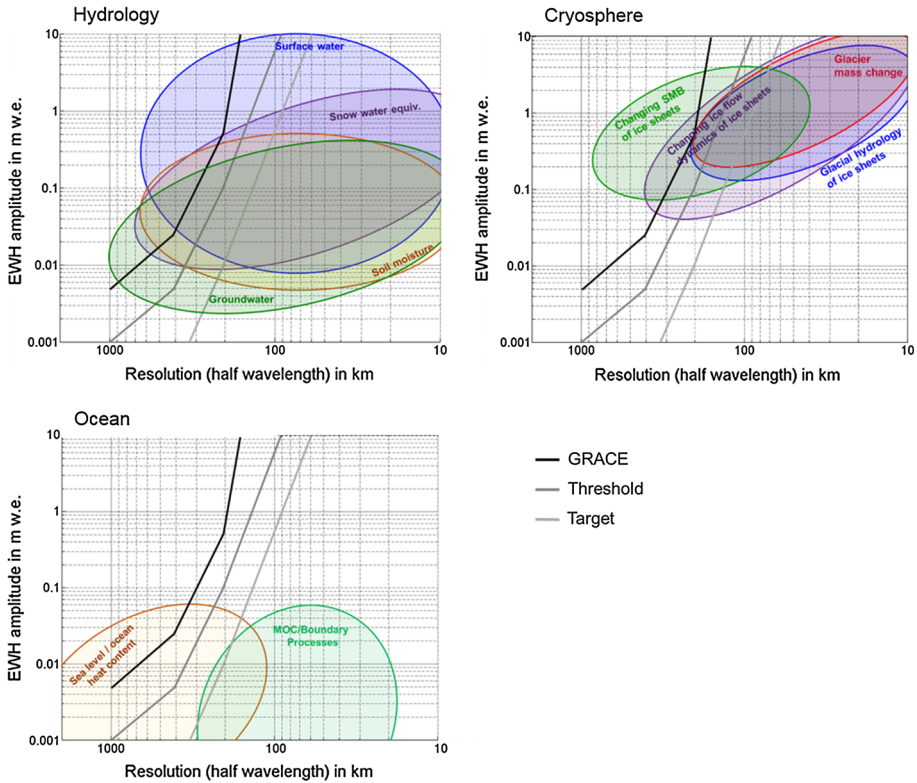 Hydrology
EWH amplitude in m w.e.
10
1
0.1
0.01
0.001
1000
100
10
Surface water
Snow water equiv.
Soil moisture
Groundwater
Resolution (half wavelength) in km
Cryosphere
EWH amplitude in m w.e.
10
1
0.1
0.01
0.001
1000
100
10
Changing SMB
of ice sheets
Changing ice flow
dynamics of ice sheets
Glacier
mass change
Glacial hydrology
of ice sheets
Resolution (half wavelength) in km
Ocean
EWH amplitude in m w.e.
10
1
0.1
0.01
0.001
1000
100
10
Sea level / ocean
heat content
MOC/Boundary
Processes
Resolution (half wavelength) in km
GRACE
Threshold
Target